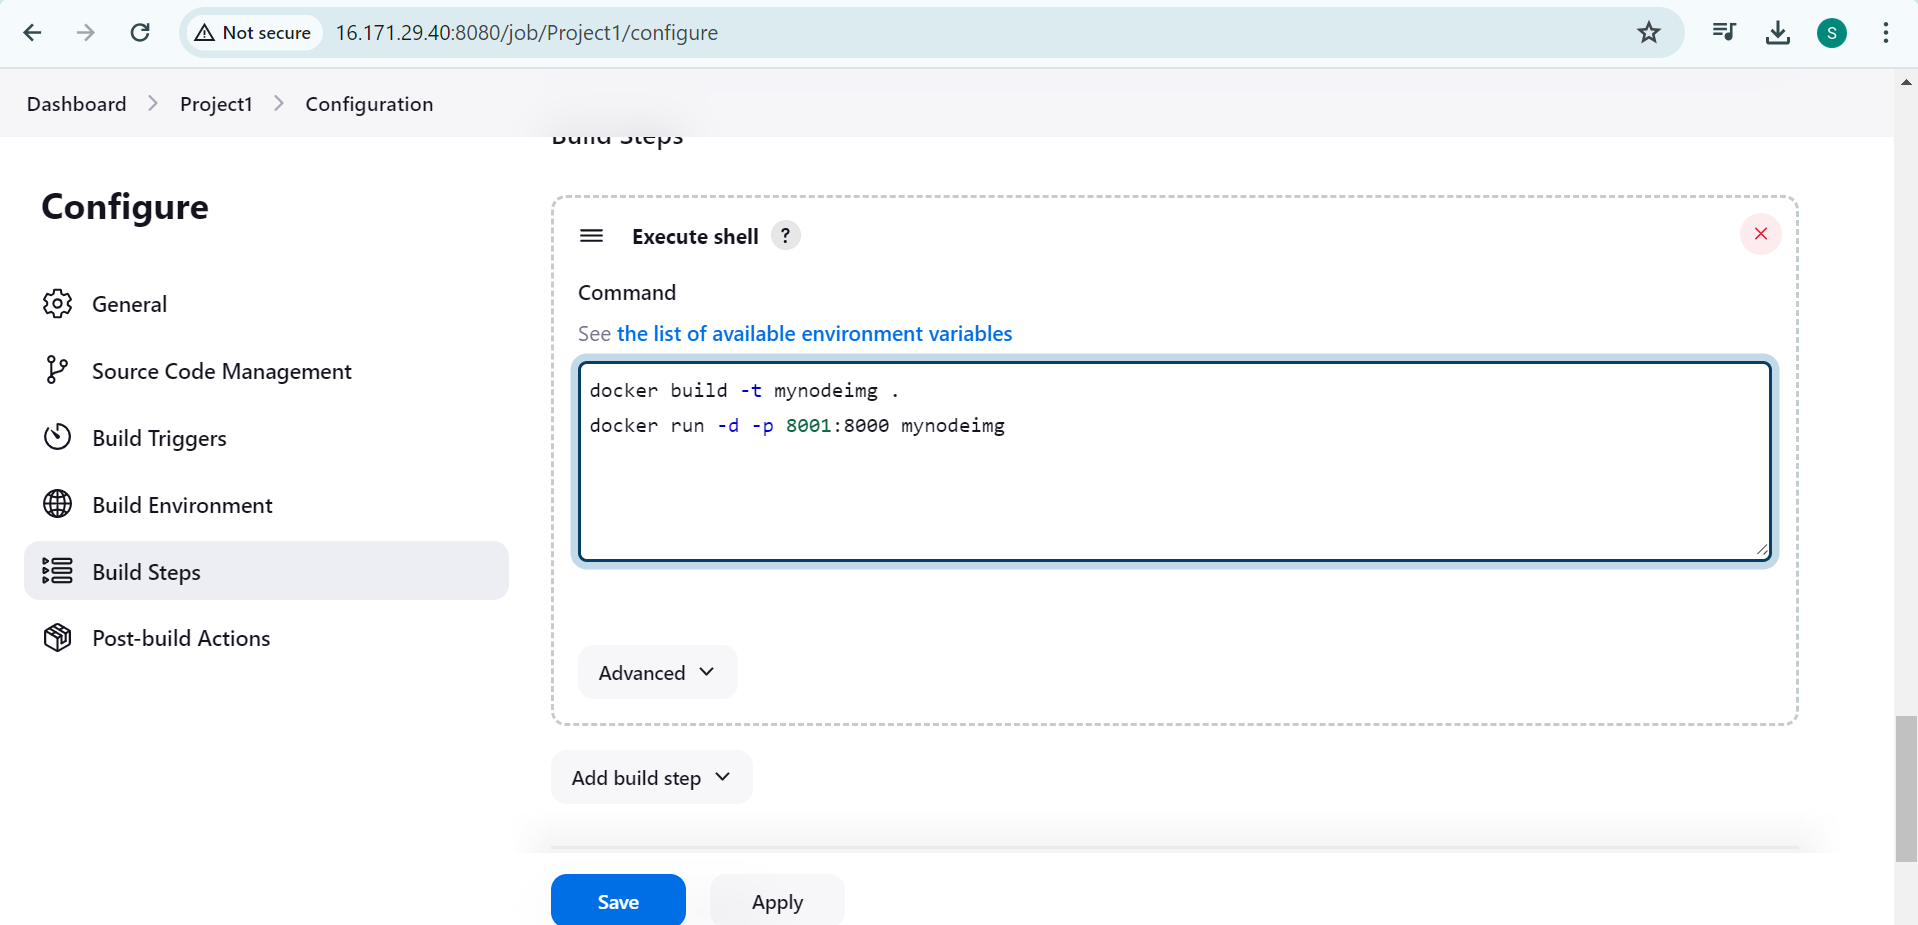 Not secure 16.171.29.40:8080/job/Project1/configure S
Dashboard Project1 Configuration
Build Steps
Configure
General
Source Code Management
Build Triggers
Build Environment
Build Steps
Post-build Actions
Execute shell ?
Command
See the list of available environment variables
docker build -t mynodeimg .
docker run -d -p 8001:8000 mynodeimg
Advanced
Add build step
Save Apply